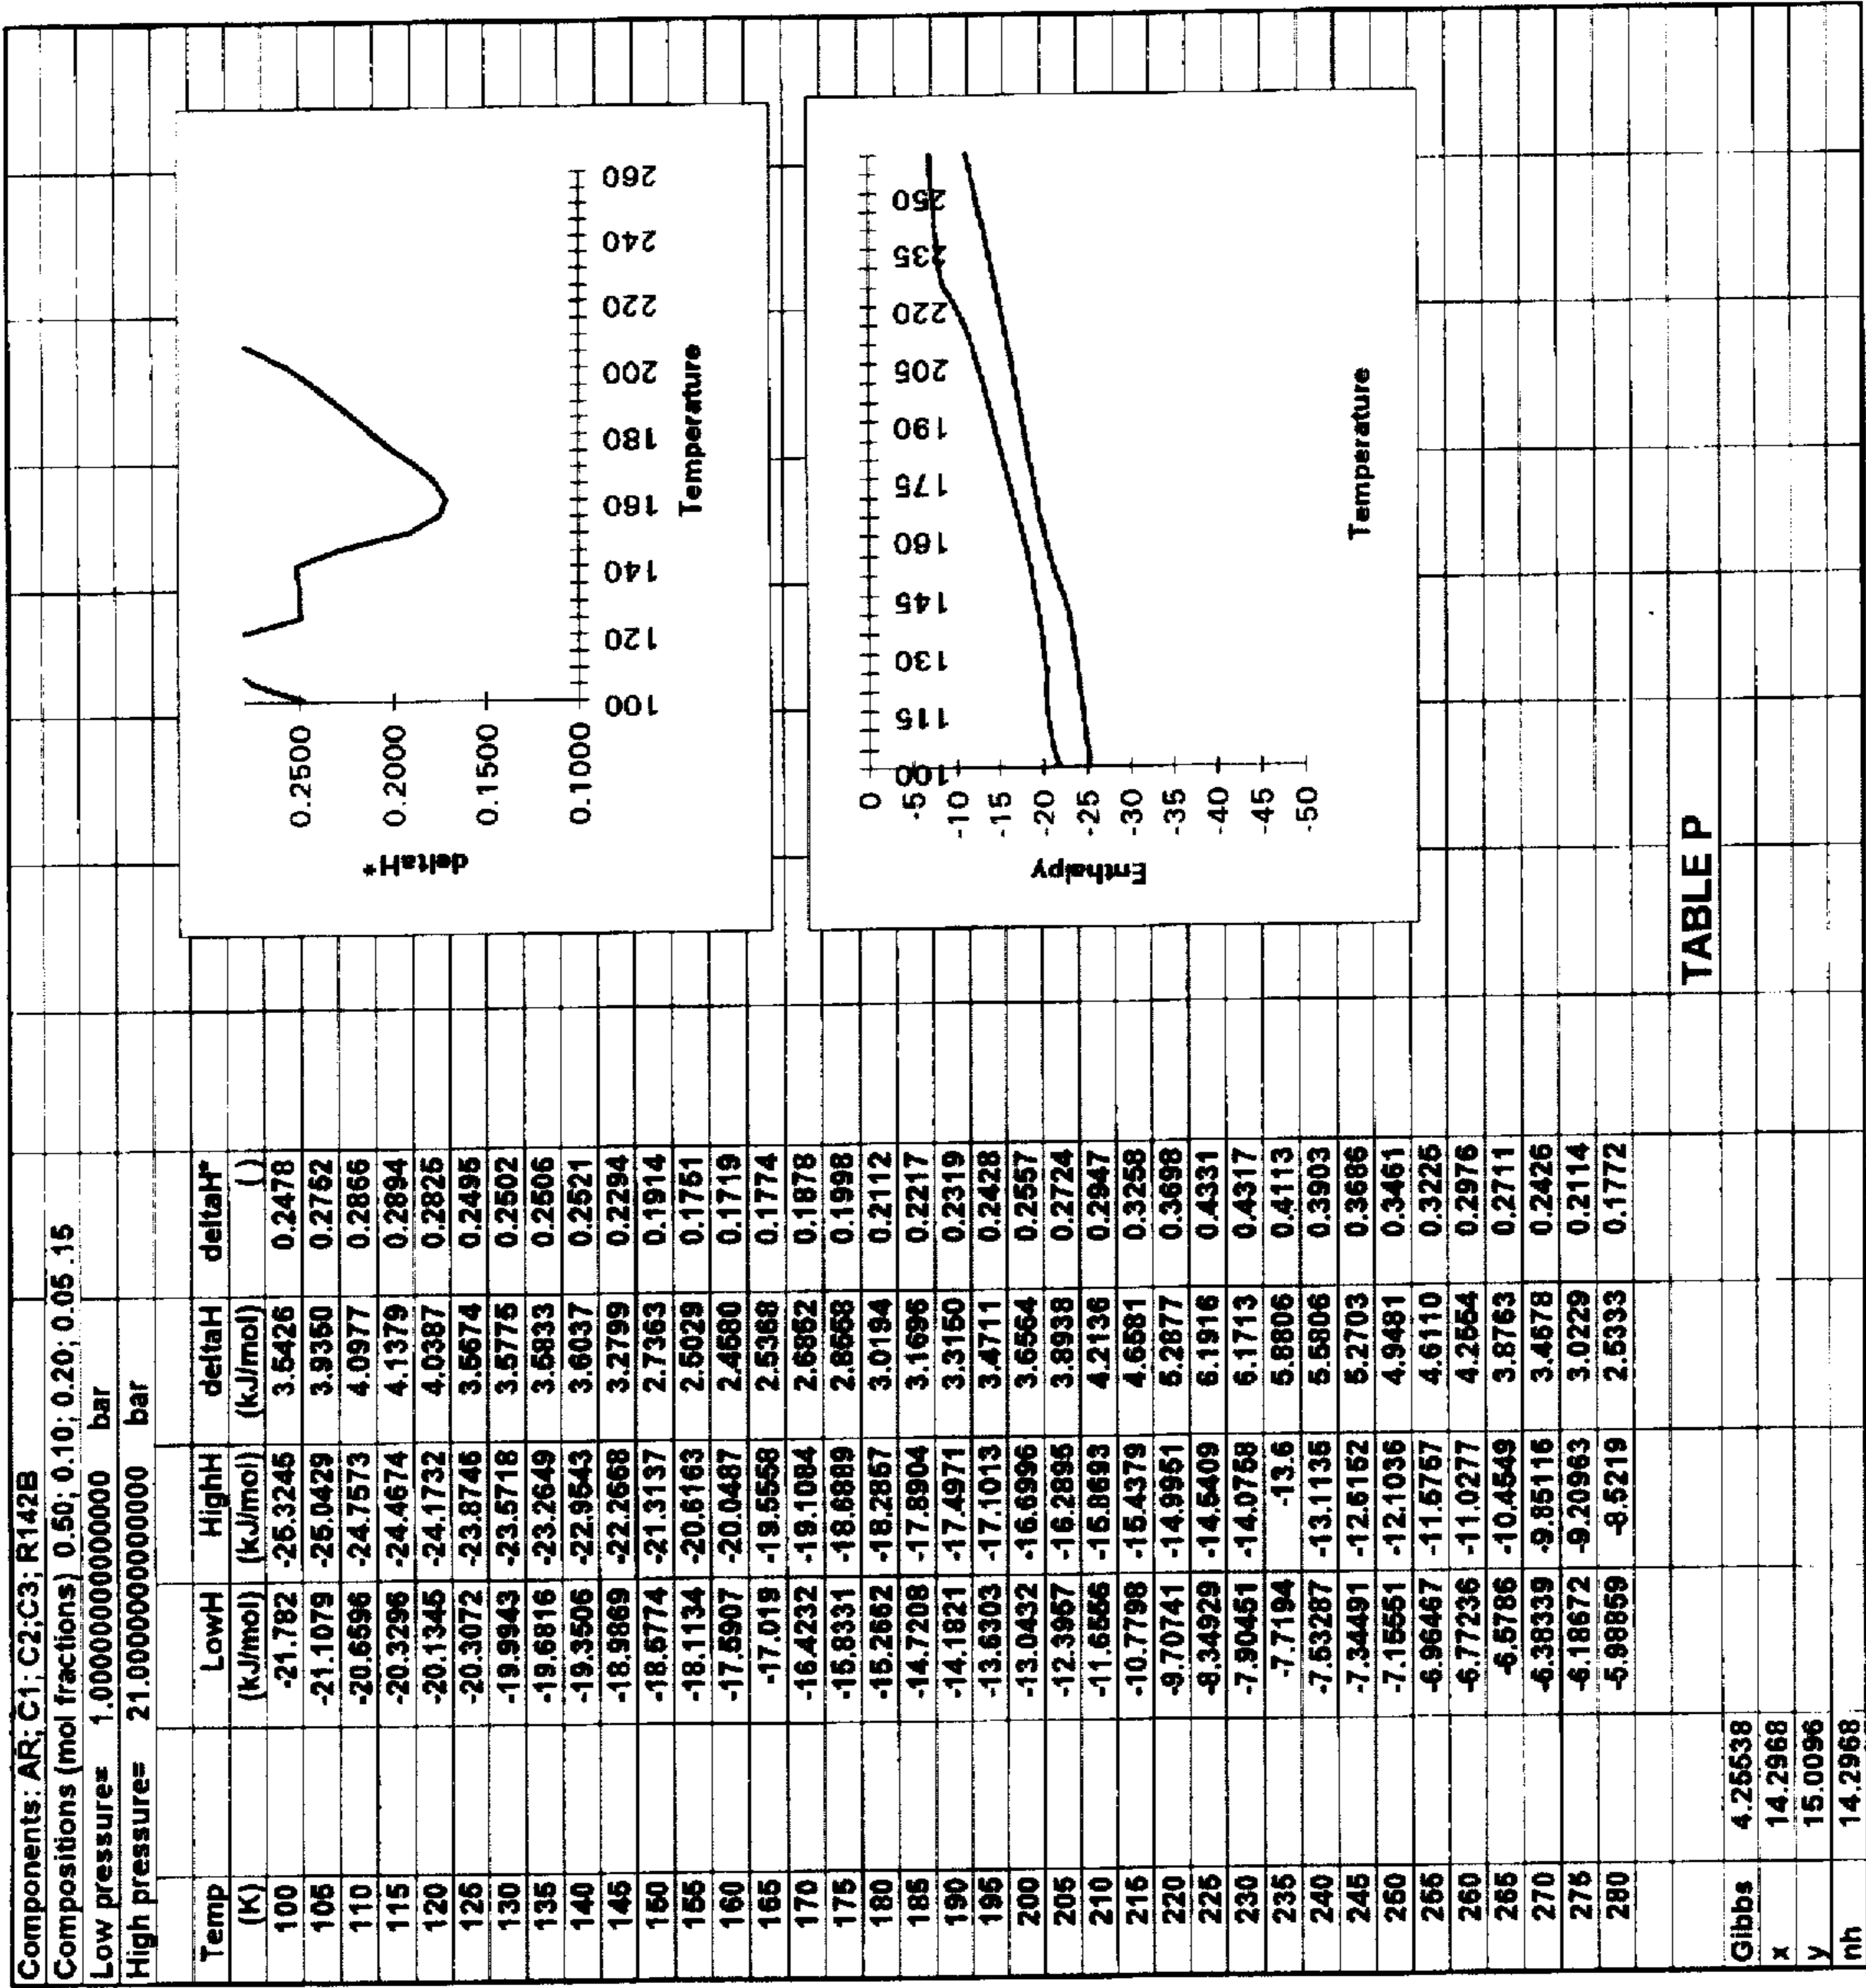 Components: AR; C1; C2;C3; R142B
Compositions (mol fractions) 0.50; 0.10; 0.20; 0.05 .15
Low pressure= 1.00000000000000 bar
High pressure= 21.00000000000000 bar
Temp LowH HighH deltaH deltaH*
(K) (kJ/mol) (kJ/mol) (kJ/mol) ( )
100 -21.782 -25.3245 3.5426 0.2478
105 -21.1079 -25.0429 3.9350 0.2752
110 -20.6596 -24.7573 4.0977 0.2866
115 -20.3296 -24.4674 4.1379 0.2894
120 -20.1345 -24.1732 4.0387 0.2825
125 -20.3072 -23.8746 3.5674 0.2495
130 -19.9943 -23.5718 3.5775 0.2502
135 -19.6816 -23.2649 3.5833 0.2506
140 -19.3506 -22.9543 3.6037 0.2521
145 -18.9869 -22.2668 3.2799 0.2294
150 -18.5774 -21.3137 2.7363 0.1914
155 -18.1134 -20.6163 2.5029 0.1751
160 -17.5907 -20.0487 2.4580 0.1719
165 -17.019 -19.5558 2.5368 0.1774
170 -16.4232 -19.1084 2.6852 0.1878
175 -15.8331 -18.6889 2.8558 0.1998
180 -15.2662 -18.2857 3.0194 0.2112
185 -14.7208 -17.8904 3.1696 0.2217
190 -14.1821 -17.4971 3.3150 0.2319
195 -13.6303 -17.1013 3.4711 0.2428
200 -13.0432 -16.6996 3.6564 0.2557
205 -12.3957 -16.2895 3.8938 0.2724
210 -11.6556 -15.8693 4.2136 0.2947
215 -10.7798 -15.4379 4.6581 0.3258
220 -9.70741 -14.9951 5.2877 0.3698
225 -8.34929 -14.5409 6.1916 0.4331
230 -7.90451 -14.0758 6.1713 0.4317
235 -7.7194 -13.6 5.8806 0.4113
240 -7.53287 -13.1135 5.5806 0.3903
245 -7.34491 -12.6152 5.2703 0.3686
250 -7.15551 -12.1036 4.9481 0.3461
255 -6.96467 -11.5757 4.6110 0.3225
260 -6.77236 -11.0277 4.2554 0.2976
265 -6.5786 -10.4549 3.8763 0.2711
270 -6.38339 -9.85116 3.4678 0.2426
275 -6.18672 -9.20963 3.0229 0.2114
280 -5.98859 -8.5219 2.5333 0.1772
Gibbs 4.25538
x 14.2968
y 15.0096
nh 14.2968
deltaH*
0.2500
0.2000
0.1500
0.1000
100 120 140 160 180 200 220 240 260
Temperature
Enthalpy
0
-5
-10
-15
-20
-25
-30
-35
-40
-45
-50
100 115 130 145 160 175 190 205 220 235 250
Temperature
TABLE P